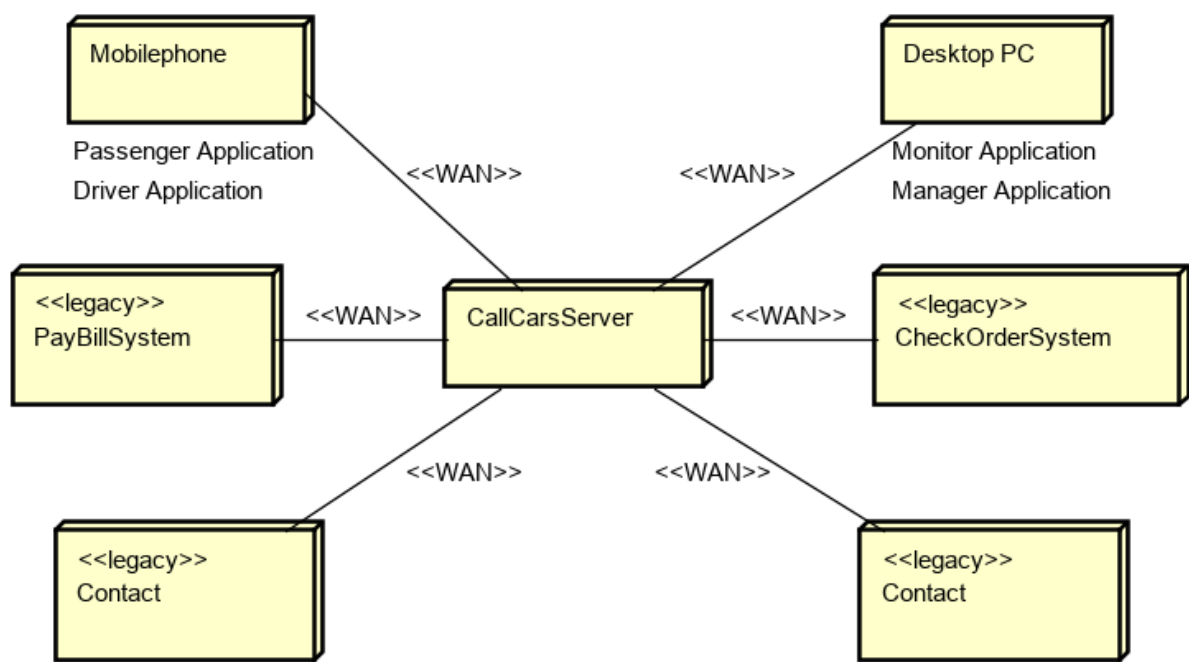 Mobilephone
Desktop PC
Passenger Application
Driver Application
Monitor Application
Manager Application
<<WAN>>
<<WAN>>
<<legacy>>
PayBillSystem
<<WAN>>
CallCarsServer
<<WAN>>
<<legacy>>
CheckOrderSystem
<<WAN>>
<<WAN>>
<<legacy>>
Contact
<<legacy>>
Contact